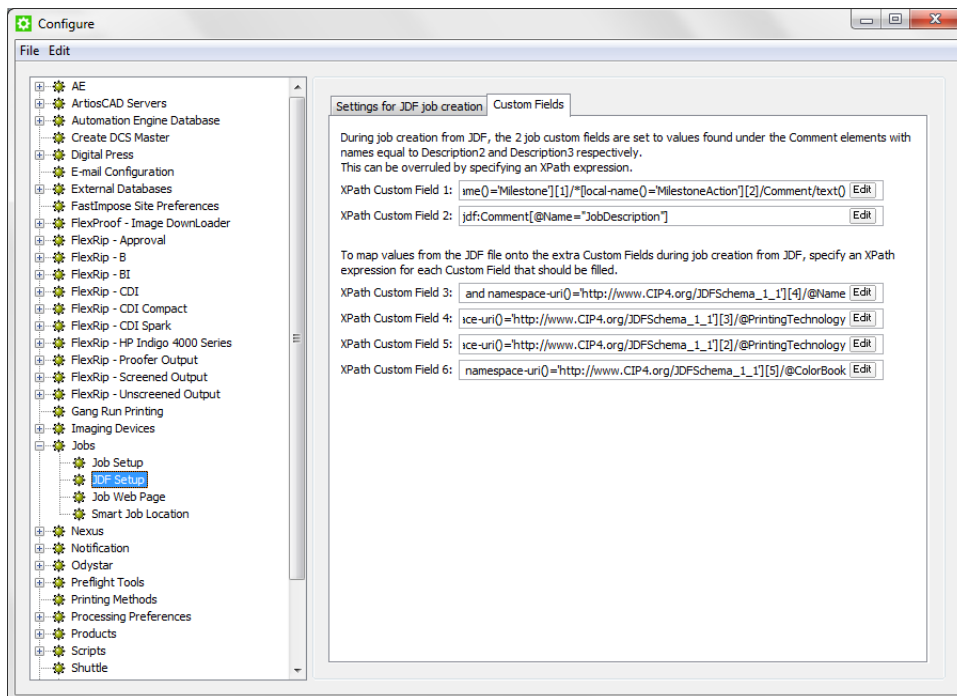 Configure
File Edit
AE
ArtiosCAD Servers
Automation Engine Database
Create DCS Master
Digital Press
E-mail Configuration
External Databases
FastImpose Site Preferences
FlexProof - Image DownLoader
FlexRip - Approval
FlexRip - B
FlexRip - BI
FlexRip - CDI
FlexRip - CDI Compact
FlexRip - CDI Spark
FlexRip - HP Indigo 4000 Series
FlexRip - Proofer Output
FlexRip - Screened Output
FlexRip - Unscreened Output
Gang Run Printing
Imaging Devices
Jobs
Job Setup
JDF Setup
Job Web Page
Smart Job Location
Nexus
Notification
Odystar
Preflight Tools
Printing Methods
Processing Preferences
Products
Scripts
Shuttle
Settings for JDF job creation Custom Fields
During job creation from JDF, the 2 job custom fields are set to values found under the Comment elements with
names equal to Description2 and Description3 respectively.
This can be overruled by specifying an XPath expression.
XPath Custom Field 1: ame()='Milestone'][1]/*[local-name()='MilestoneAction'][2]/Comment/text() Edit
XPath Custom Field 2: jdf:Comment[@Name="JobDescription"] Edit
To map values from the JDF file onto the extra Custom Fields during job creation from JDF, specify an XPath
expression for each Custom Field that should be filled.
XPath Custom Field 3: and namespace-uri()='http://www.CIP4.org/JDFSchema_1_1'][4]/@Name Edit
XPath Custom Field 4: ace-uri()='http://www.CIP4.org/JDFSchema_1_1'][3]/@PrintingTechnology Edit
XPath Custom Field 5: ace-uri()='http://www.CIP4.org/JDFSchema_1_1'][2]/@PrintingTechnology Edit
XPath Custom Field 6: namespace-uri()='http://www.CIP4.org/JDFSchema_1_1'][5]/@ColorBook Edit